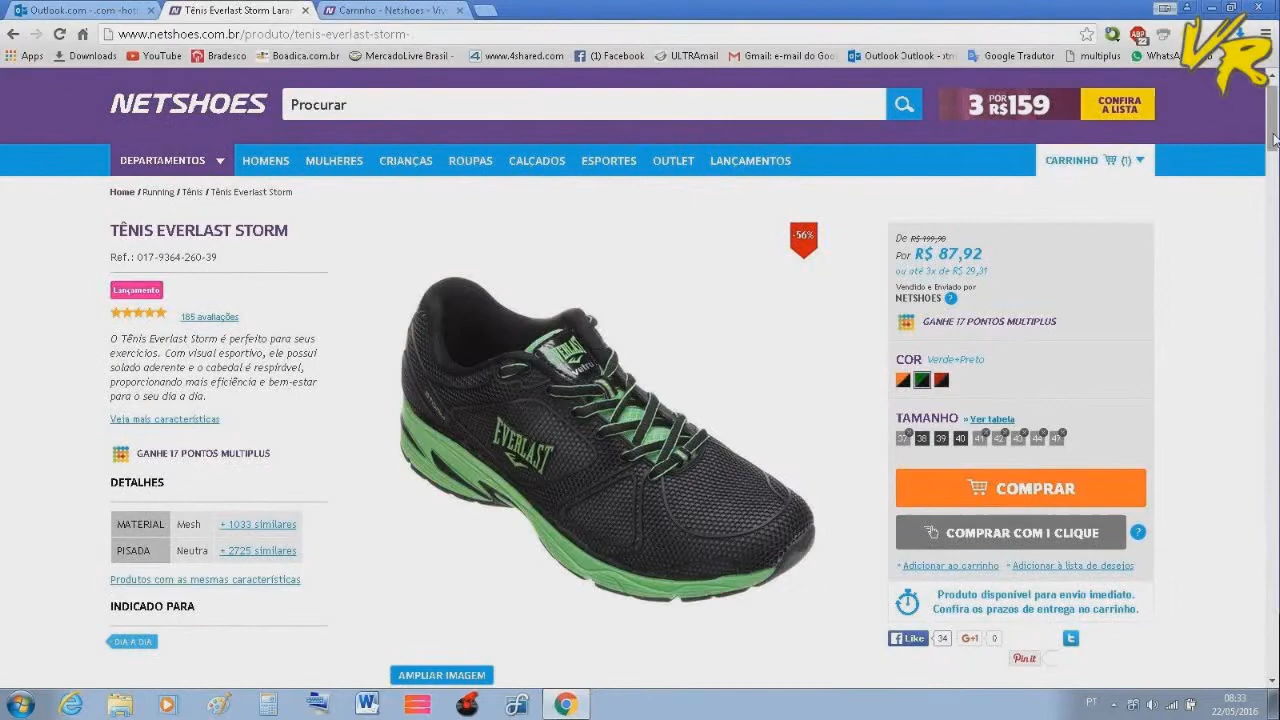 Outlook.com - .com -hotm
Tênis Everlast Storm Laran
Carrinho - Netshoes - Viv
www.netshoes.com.br/produto/tenis-everlast-storm-
Apps
Downloads
YouTube
Bradesco
Boadica.com.br
MercadoLivre Brasil -
www.4shared.com
(1) Facebook
ULTRAmail
Gmail: e-mail do Goo
Outlook Outlook -
Google Tradutor
multiplus
WhatsA
ABP
VR
NETSHOES
Procurar
3 POR R$159
CONFIRA A LISTA
DEPARTAMENTOS
HOMENS
MULHERES
CRIANÇAS
ROUPAS
CALÇADOS
ESPORTES
OUTLET
LANÇAMENTOS
CARRINHO (1)
Home / Running / Tênis / Tênis Everlast Storm
TÊNIS EVERLAST STORM
Ref.: 017-9364-260-39
Lançamento
185 avaliações
O Tênis Everlast Storm é perfeito para seus
exercícios. Com visual esportivo, ele possui
solado aderente e o cabedal é respirável,
proporcionando mais eficiência e bem-estar
para o seu dia a dia.
Veja mais características
GANHE 17 PONTOS MULTIPLUS
DETALHES
MATERIAL Mesh + 1033 similares
PISADA Neutra + 2725 similares
Produtos com as mesmas características
INDICADO PARA
DIA A DIA
-56%
EVERLAST
EVERLAST
AMPLIAR IMAGEM
De R$ 199,90
Por R$ 87,92
ou até 3x de R$ 29,31
Vendido e Enviado por
NETSHOES ?
GANHE 17 PONTOS MULTIPLUS
COR Verde+Preto
TAMANHO » Ver tabela
37 38 39 40 41 42 43 44 47
COMPRAR
COMPRAR COM 1 CLIQUE ?
Adicionar ao carrinho
Adicionar à lista de desejos
Produto disponível para envio imediato.
Confira os prazos de entrega no carrinho.
Like 34
G+1 0
Pin it
PT
08:33
22/05/2016